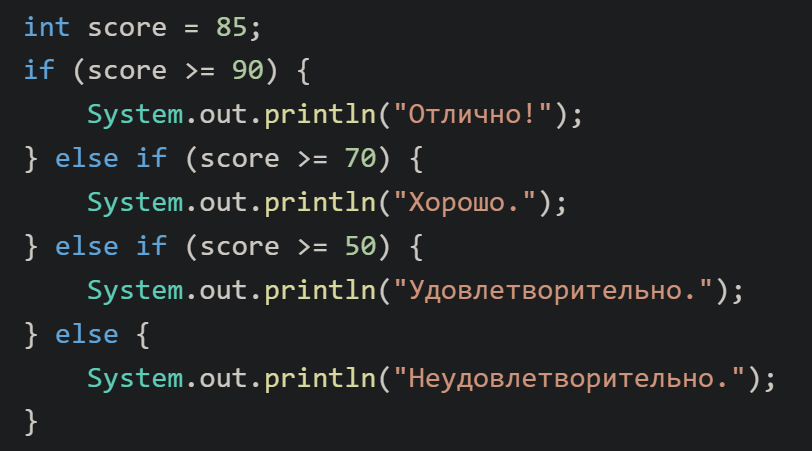 int score = 85;
if (score >= 90) {
    System.out.println("Отлично!");
} else if (score >= 70) {
    System.out.println("Хорошо.");
} else if (score >= 50) {
    System.out.println("Удовлетворительно.");
} else {
    System.out.println("Неудовлетворительно.");
}